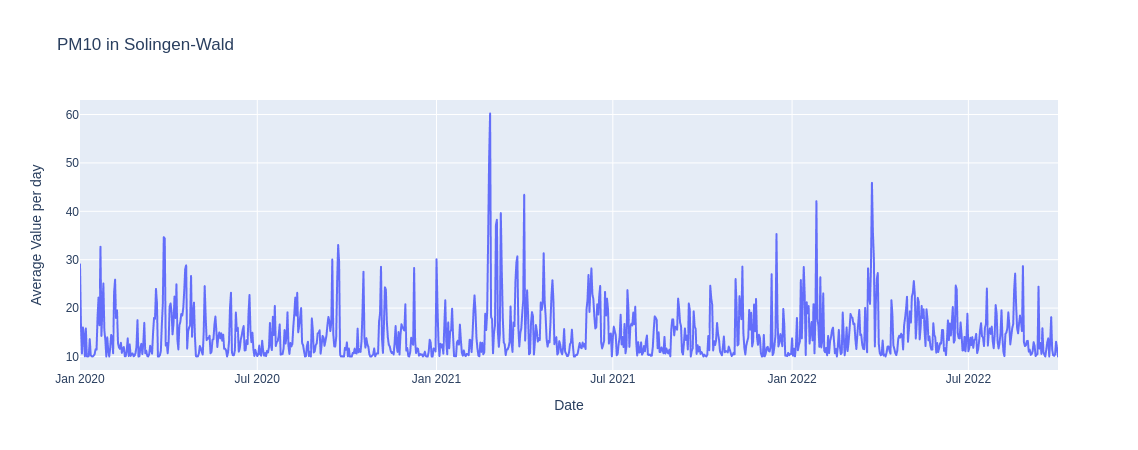 PM10 in Solingen-Wald
Average Value per day
60
50
40
30
20
10
Jan 2020
Jul 2020
Jan 2021
Jul 2021
Jan 2022
Jul 2022
Date